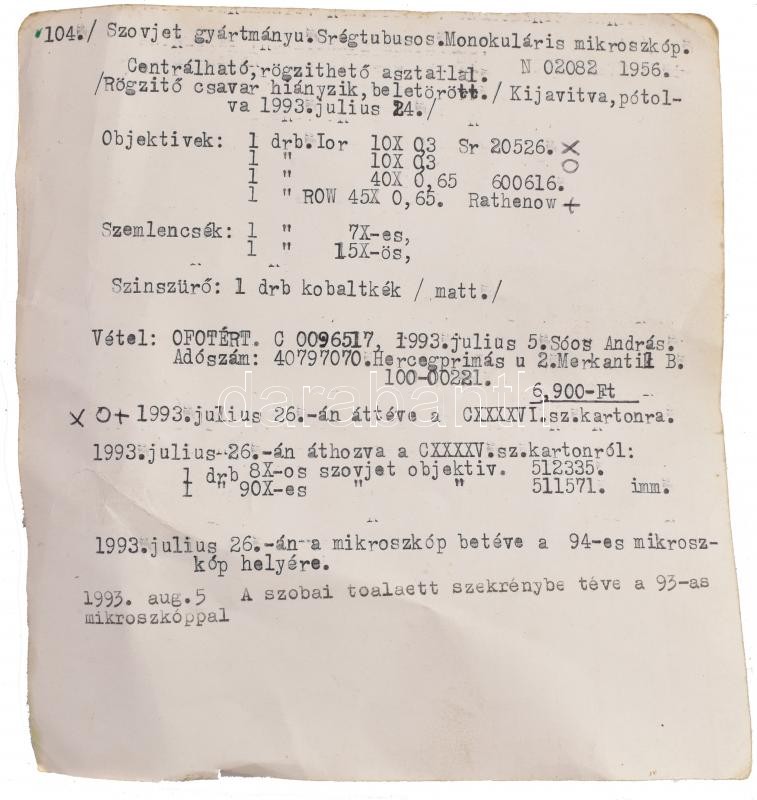 104./ Szovjet gyártmányu.Srégtubusos.Monokuláris mikroszkóp.
Centrálható,rögzithető asztallal. N 02082 1956.
/Rögzitő csavar hiányzik,beletörött./ Kijavitva,pótol-
va 1993.julius 24./
Objektivek: 1 drb.Ior 10X 0,3 Sr 20526. X
1 " 10X 0,3 O
1 " 40X 0,65 600616.
1 " ROW 45X 0,65. Rathenow +
Szemlencsék: 1 " 7X-es,
1 " 15X-ös,
Szinszürő: 1 drb kobaltkék / matt./
Vétel: OFOTÉRT. C 0096517, 1993.julius 5.Sóos András.
Adószám: 40797070.Hercegprimás u 2.Merkantil B.
100-00221.
6,900-Ft
darabanth
X O + 1993.julius 26.-án áttéve a CXXXXVI.sz.kartonra.
1993.julius 26.-án áthozva a CXXXXV.sz.kartonról:
1 drb 8X-os szovjet objektiv. 512335.
1 " 90X-es " " 511571. imm.
1993.julius 26.-án a mikroszkóp betéve a 94-es mikrosz-
kóp helyére.
1993. aug.5 A szobai toalaett szekrénybe téve a 93-as
mikroszkóppal